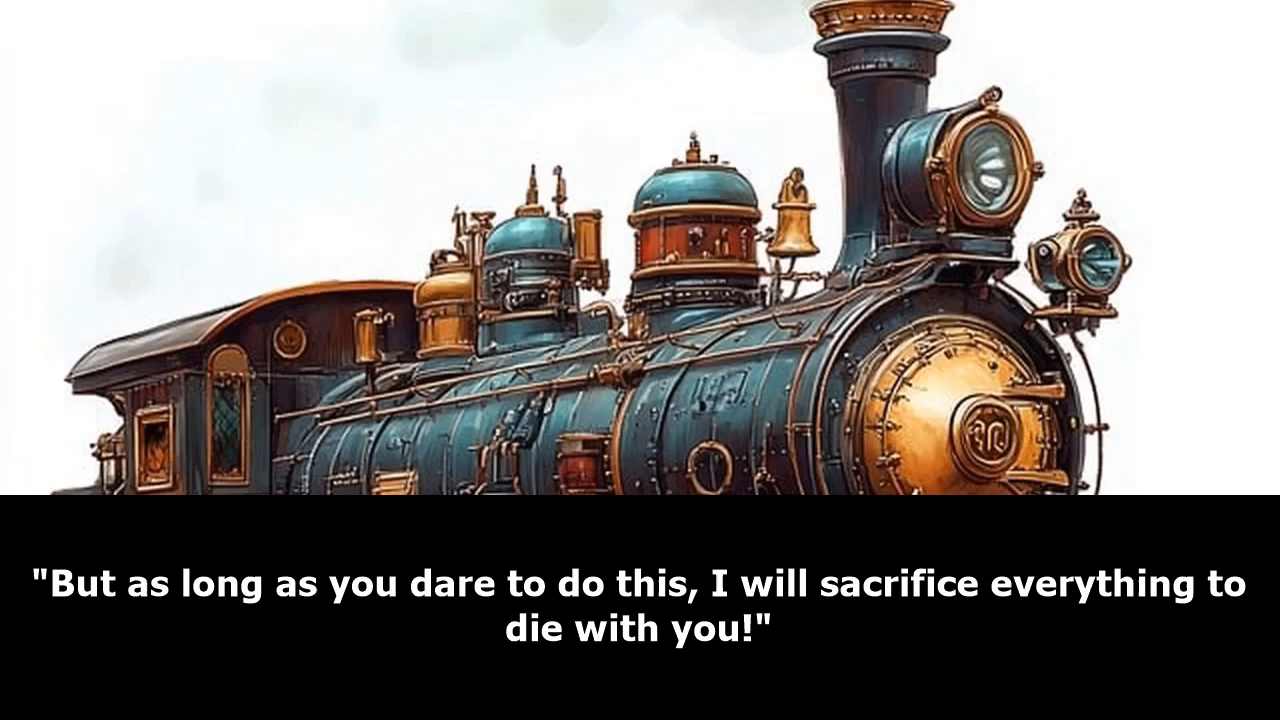 "But as long as you dare to do this, I will sacrifice everything to
die with you!"